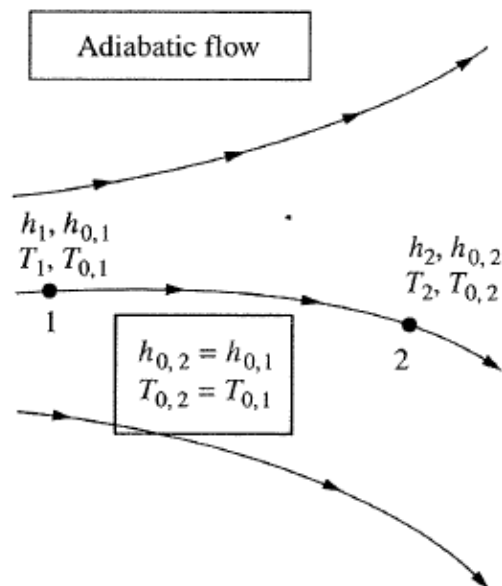 Adiabatic flow
h₁, h₀,₁
T₁, T₀,₁
1
h₂, h₀,₂
T₂, T₀,₂
2
h₀,₂ = h₀,₁
T₀,₂ = T₀,₁